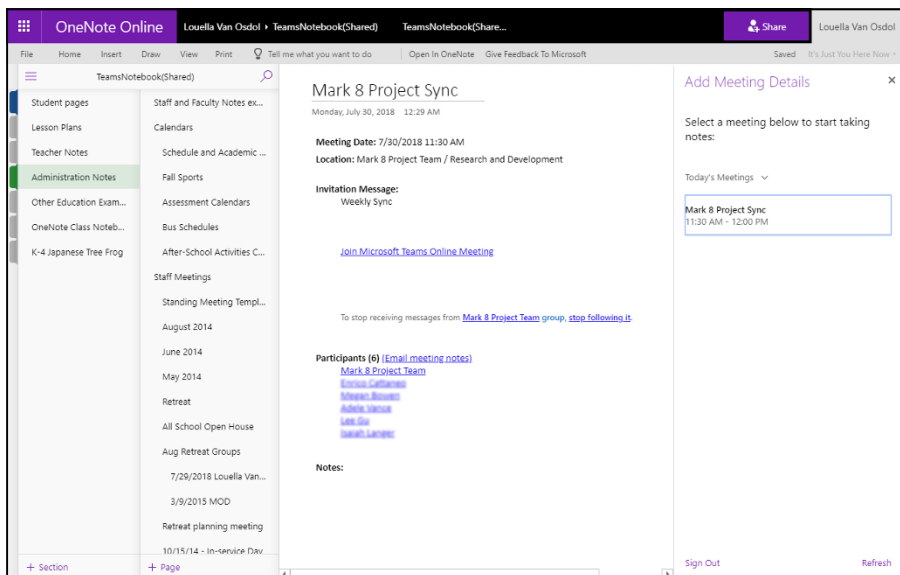 OneNote Online
Louella Van Osdol › TeamsNotebook(Shared)
TeamsNotebook(Share...
Share
Louella Van Osdol
File Home Insert Draw View Print Tell me what you want to do Open In OneNote Give Feedback To Microsoft Saved It's Just You Here Now
TeamsNotebook(Shared)
Student pages
Lesson Plans
Teacher Notes
Administration Notes
Other Education Exam...
OneNote Class Noteb...
K-4 Japanese Tree Frog
+ Section
Staff and Faculty Notes ex...
Calendars
Schedule and Academic ...
Fall Sports
Assessment Calendars
Bus Schedules
After-School Activities C...
Staff Meetings
Standing Meeting Templ...
August 2014
June 2014
May 2014
Retreat
All School Open House
Aug Retreat Groups
7/29/2018 Louella Van...
3/9/2015 MOD
Retreat planning meeting
10/15/14 - In-service Day
+ Page
Mark 8 Project Sync
Monday, July 30, 2018 12:29 AM
Meeting Date: 7/30/2018 11:30 AM
Location: Mark 8 Project Team / Research and Development
Invitation Message:
Weekly Sync
Join Microsoft Teams Online Meeting
To stop receiving messages from Mark 8 Project Team group, stop following it.
Participants (6) (Email meeting notes)
Mark 8 Project Team
Enrico Cattaneo
Megan Bowen
Adele Vance
Lee Gu
Isaiah Langer
Notes:
Add Meeting Details
×
Select a meeting below to start taking
notes:
Today's Meetings
Mark 8 Project Sync
11:30 AM - 12:00 PM
Sign Out
Refresh